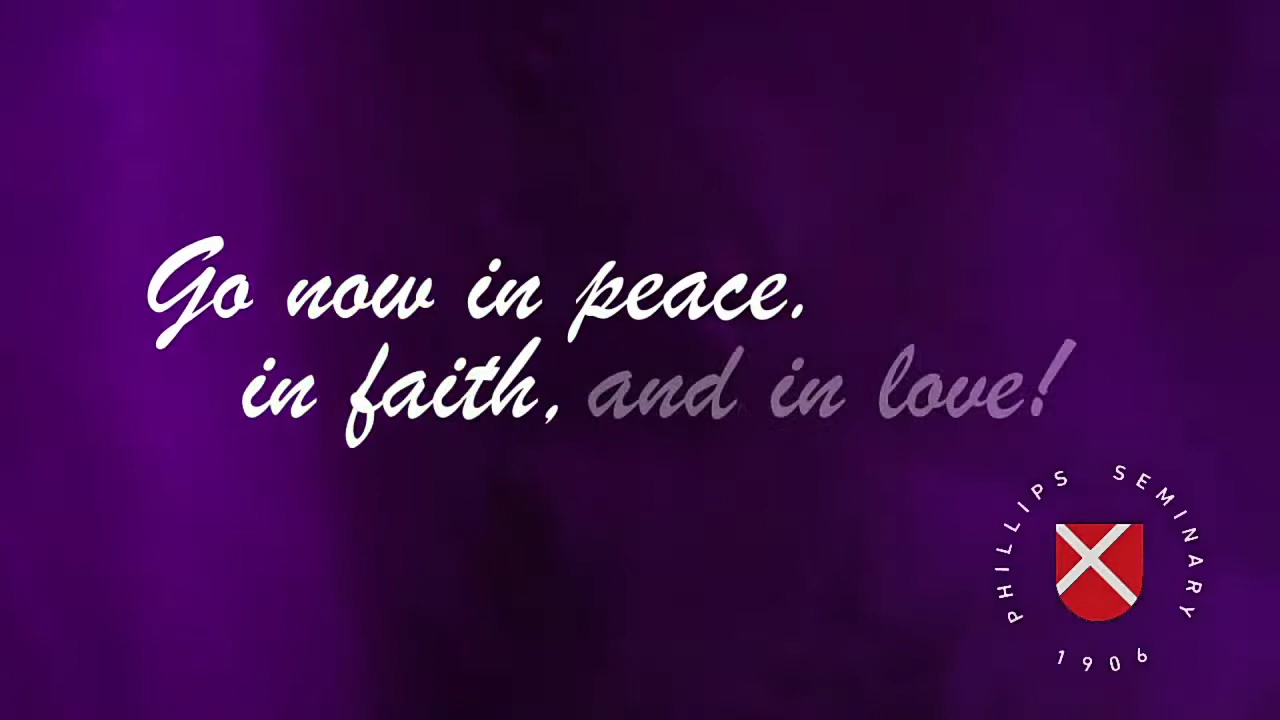 Go now in peace.
in faith, and in love!
PHILLIPS SEMINARY
1906